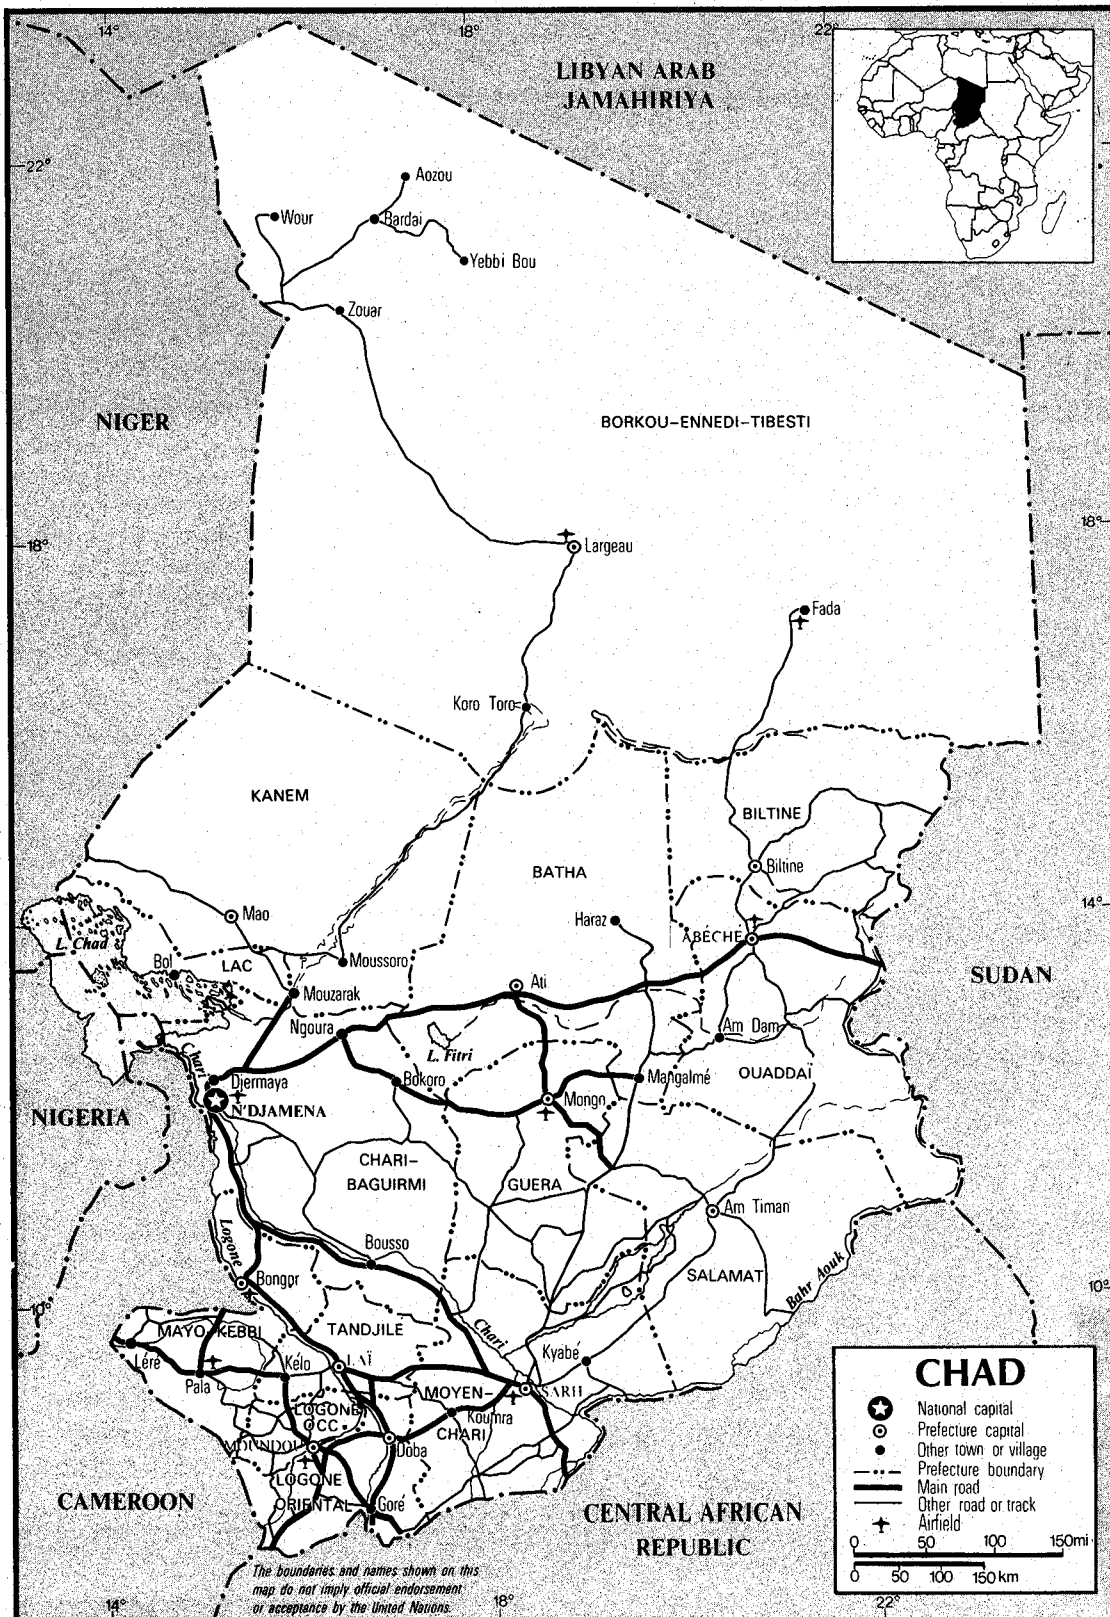 14°
18°
22°
LIBYAN ARAB
JAMAHIRIYA
22°
Aozou
Wour
Bardai
Yebbi Bou
Zouar
NIGER
BORKOU-ENNEDI-TIBESTI
18°
18°
Largeau
Fada
Koro Toro
KANEM
BILTINE
BATHA
Biltine
14°
Mao
Haraz
ABÉCHÉ
L. Chad
Bol
LAC
Moussoro
SUDAN
Ati
Mouzarak
Ngoura
Am Dam
L. Fitri
Chari
Djermaya
Bokoro
Mangalmé
OUADDAÏ
N'DJAMENA
Mongo
NIGERIA
CHARI-
BAGUIRMI
GUERA
Am Timan
Logone
Bousso
Bongor
SALAMAT
Bahr Aouk
10°
10°
MAYO-KEBBI
TANDJILE
Chari
Léré
Kélo
LAÏ
Kyabé
Pala
MOYEN-
CHARI
SARH
LOGONE
OCC.
Koumra
MOUNDOU
Doba
LOGONE
ORIENTAL
Goré
CAMEROON
CENTRAL AFRICAN
REPUBLIC
CHAD
National capital
Prefecture capital
Other town or village
Prefecture boundary
Main road
Other road or track
Airfield
0 50 100 150mi
0 50 100 150 km
The boundaries and names shown on this
map do not imply official endorsement
or acceptance by the United Nations.
14°
18°
22°